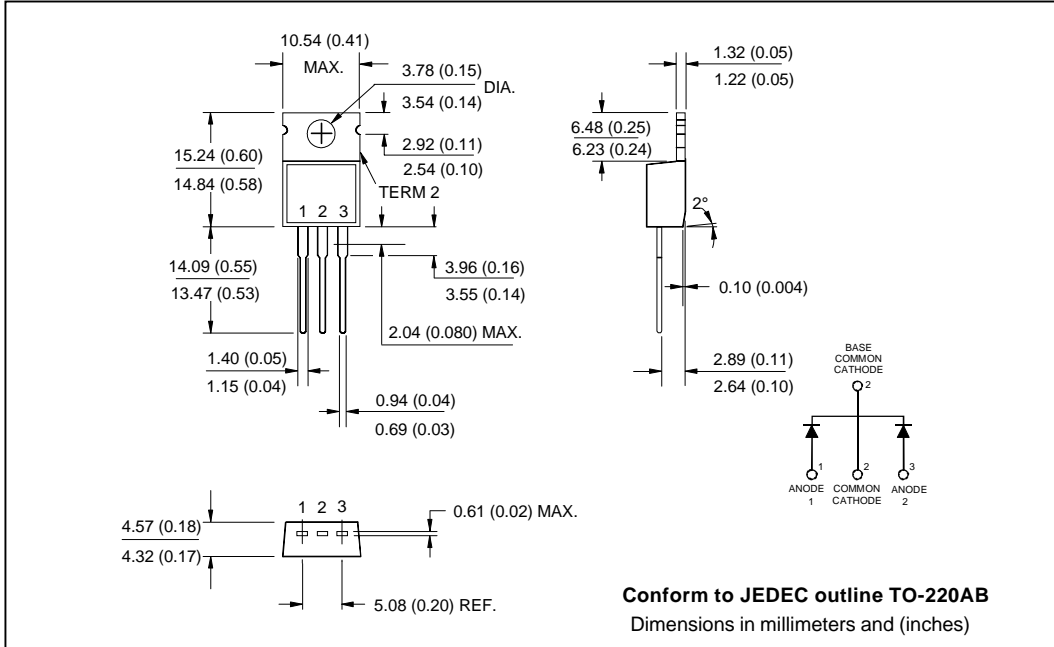 10.54 (0.41)
MAX.
3.78 (0.15)
3.54 (0.14)
DIA.
2.92 (0.11)
2.54 (0.10)
TERM 2
15.24 (0.60)
14.84 (0.58)
1 2 3
14.09 (0.55)
13.47 (0.53)
3.96 (0.16)
3.55 (0.14)
2.04 (0.080) MAX.
1.40 (0.05)
1.15 (0.04)
0.94 (0.04)
0.69 (0.03)
1.32 (0.05)
1.22 (0.05)
6.48 (0.25)
6.23 (0.24)
2°
0.10 (0.004)
2.89 (0.11)
2.64 (0.10)
BASE
COMMON
CATHODE
2
1 2 3
ANODE COMMON ANODE
1 CATHODE 2
1 2 3
4.57 (0.18)
4.32 (0.17)
0.61 (0.02) MAX.
5.08 (0.20) REF.
Conform to JEDEC outline TO-220AB
Dimensions in millimeters and (inches)